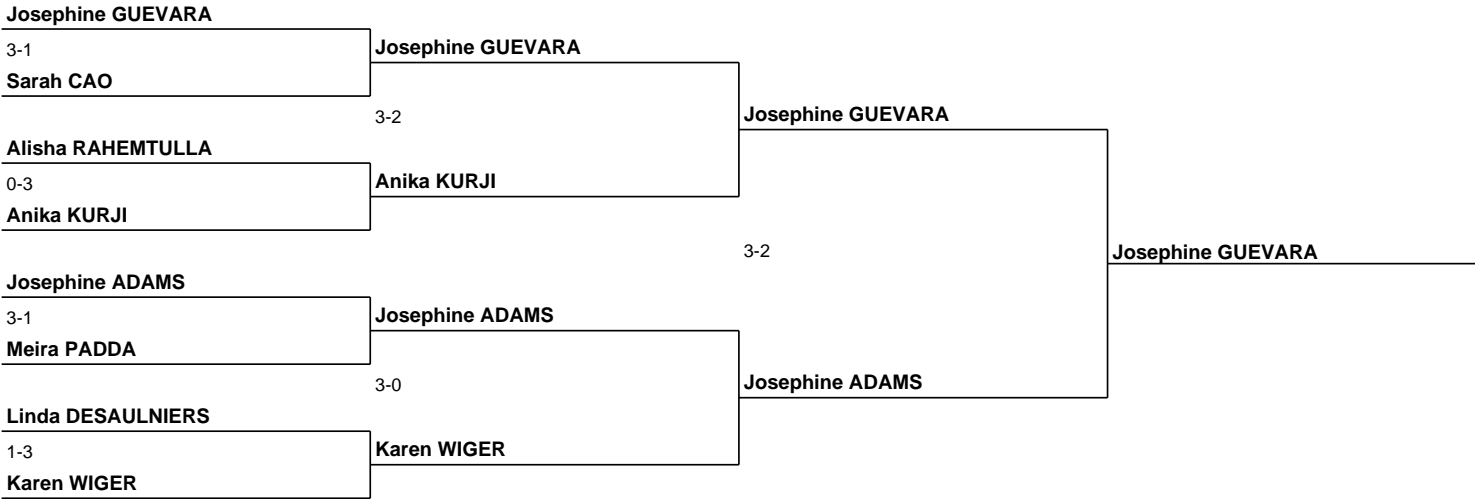 Josephine GUEVARA
3-1
Josephine GUEVARA
Sarah CAO
3-2
Josephine GUEVARA
Alisha RAHEMTULLA
0-3
Anika KURJI
Anika KURJI
3-2
Josephine GUEVARA
Josephine ADAMS
3-1
Josephine ADAMS
Meira PADDA
3-0
Josephine ADAMS
Linda DESAULNIERS
1-3
Karen WIGER
Karen WIGER